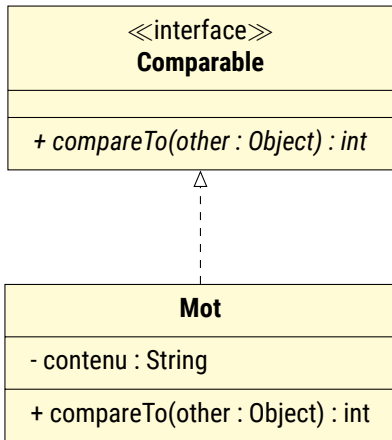 ≪interface≫
Comparable
+ compareTo(other : Object) : int
Mot
- contenu : String
+ compareTo(other : Object) : int